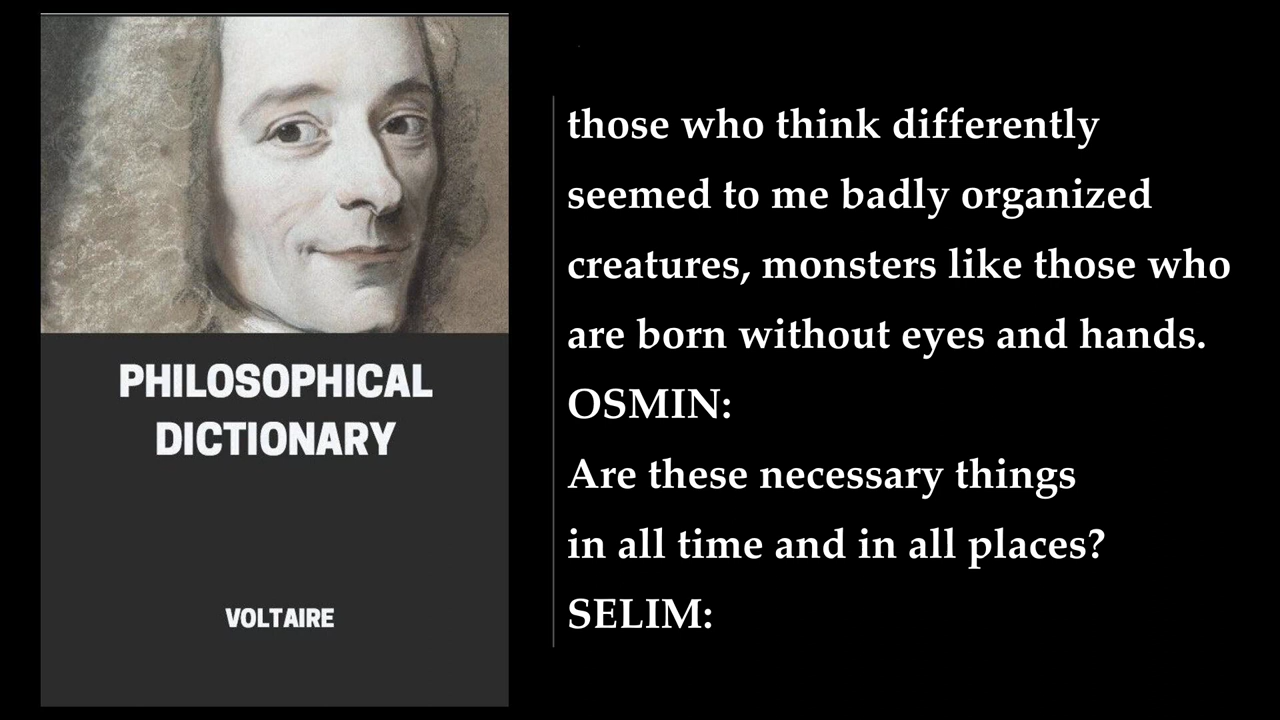 PHILOSOPHICAL
DICTIONARY
VOLTAIRE
those who think differently
seemed to me badly organized
creatures, monsters like those who
are born without eyes and hands.
OSMIN:
Are these necessary things
in all time and in all places?
SELIM: